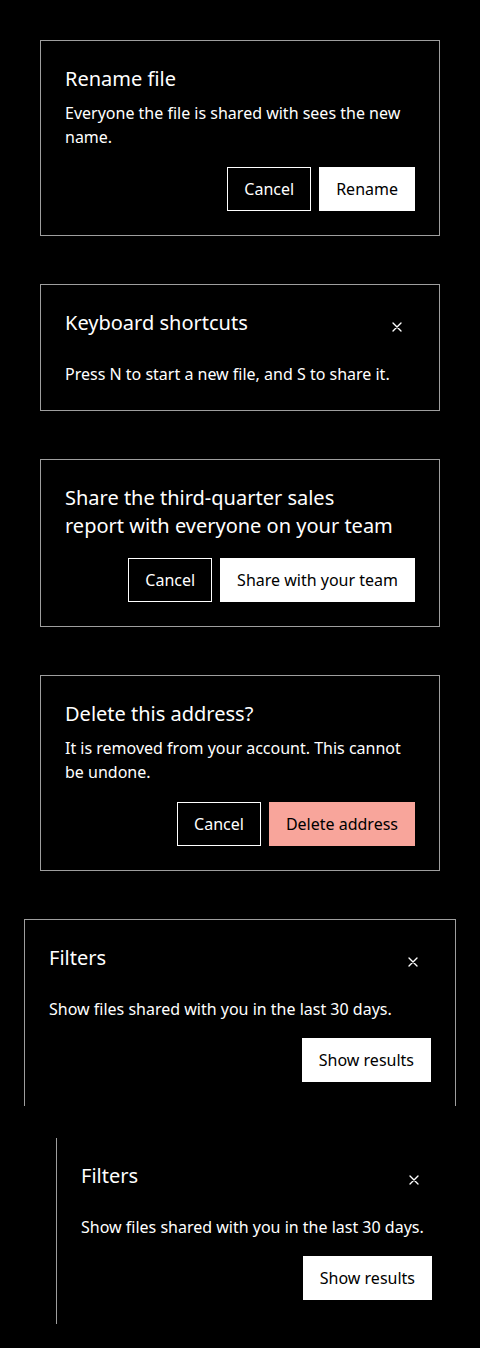 Rename file
Everyone the file is shared with sees the new
name.
Cancel
Rename
Keyboard shortcuts
Press N to start a new file, and S to share it.
Share the third-quarter sales
report with everyone on your team
Cancel
Share with your team
Delete this address?
It is removed from your account. This cannot
be undone.
Cancel
Delete address
Filters
Show files shared with you in the last 30 days.
Show results
Filters
Show files shared with you in the last 30 days.
Show results